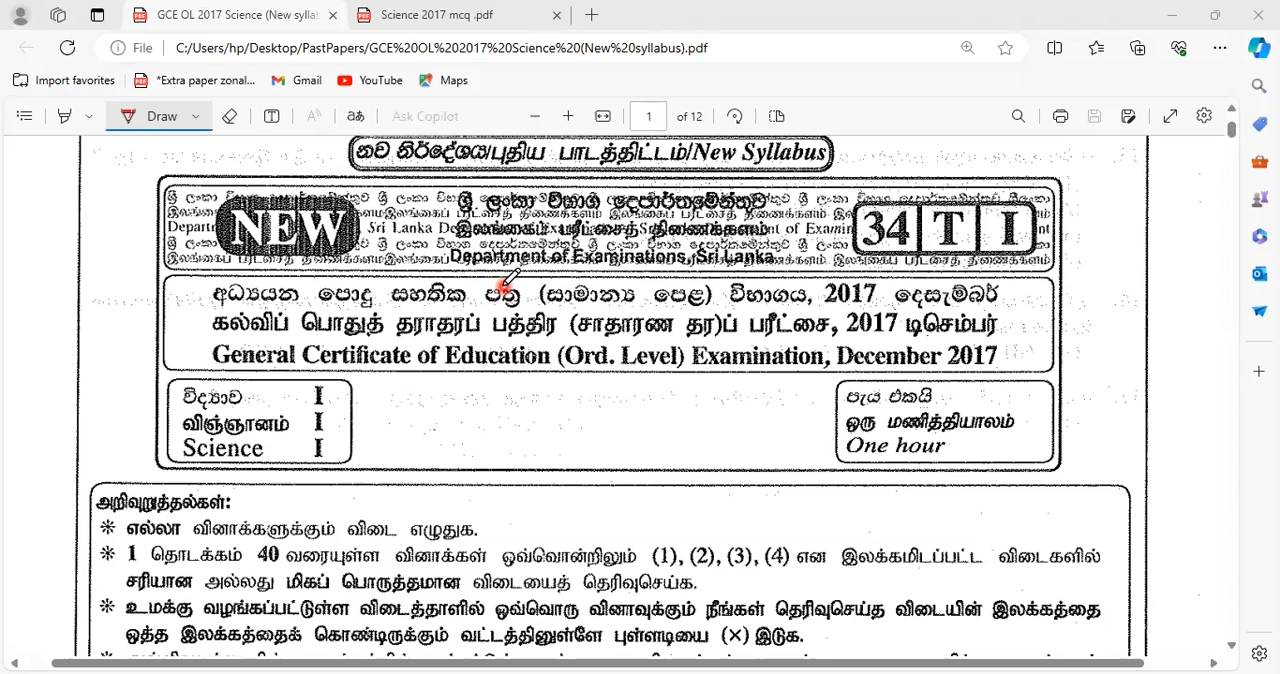 GCE OL 2017 Science (New syllab
Science 2017 mcq .pdf
File
C:/Users/hp/Desktop/PastPapers/GCE%20OL%202017%20Science%20(New%20syllabus).pdf
Import favorites
*Extra paper zonal...
Gmail
YouTube
Maps
Draw
Ask Copilot
1 of 12
නව නිර්දේශය/புதிய பாடத்திட்டம்/New Syllabus
NEW
ශ්‍රී ලංකා විභාග දෙපාර්තමේන්තුව
இலங்கைப் பரீட்சைத் திணைக்களம்
Department of Examinations, Sri Lanka
34 T I
අධ්‍යයන පොදු සහතික පත්‍ර (සාමාන්‍ය පෙළ) විභාගය, 2017 දෙසැම්බර්
கல்விப் பொதுத் தராதரப் பத்திர (சாதாரண தர)ப் பரீட்சை, 2017 டிசெம்பர்
General Certificate of Education (Ord. Level) Examination, December 2017
විද්‍යාව I
விஞ்ஞானம் I
Science I
පැය එකයි
ஒரு மணித்தியாலம்
One hour
அறிவுறுத்தல்கள்:
* எல்லா வினாக்களுக்கும் விடை எழுதுக.
* 1 தொடக்கம் 40 வரையுள்ள வினாக்கள் ஒவ்வொன்றிலும் (1), (2), (3), (4) என இலக்கமிடப்பட்ட விடைகளில்
சரியான அல்லது மிகப் பொருத்தமான விடையைத் தெரிவுசெய்க.
* உமக்கு வழங்கப்பட்டுள்ள விடைத்தாளில் ஒவ்வொரு வினாவுக்கும் நீங்கள் தெரிவுசெய்த விடையின் இலக்கத்தை
ஒத்த இலக்கத்தைக் கொண்டிருக்கும் வட்டத்தினுள்ளே புள்ளடியை (×) இடுக.